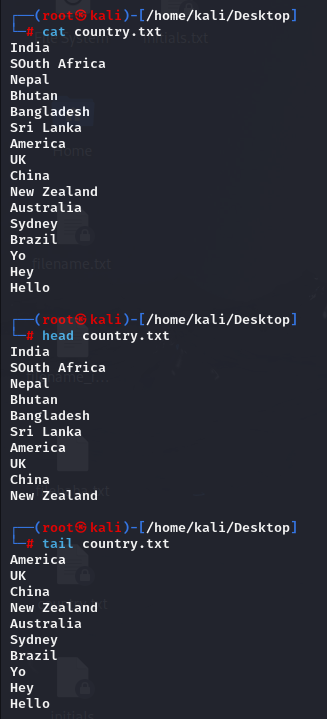 ┌──(root㉿kali)-[/home/kali/Desktop]
└─# cat country.txt
India
SOuth Africa
Nepal
Bhutan
Bangladesh
Sri Lanka
America
UK
China
New Zealand
Australia
Sydney
Brazil
Yo
Hey
Hello
┌──(root㉿kali)-[/home/kali/Desktop]
└─# head country.txt
India
SOuth Africa
Nepal
Bhutan
Bangladesh
Sri Lanka
America
UK
China
New Zealand
┌──(root㉿kali)-[/home/kali/Desktop]
└─# tail country.txt
America
UK
China
New Zealand
Australia
Sydney
Brazil
Yo
Hey
Hello